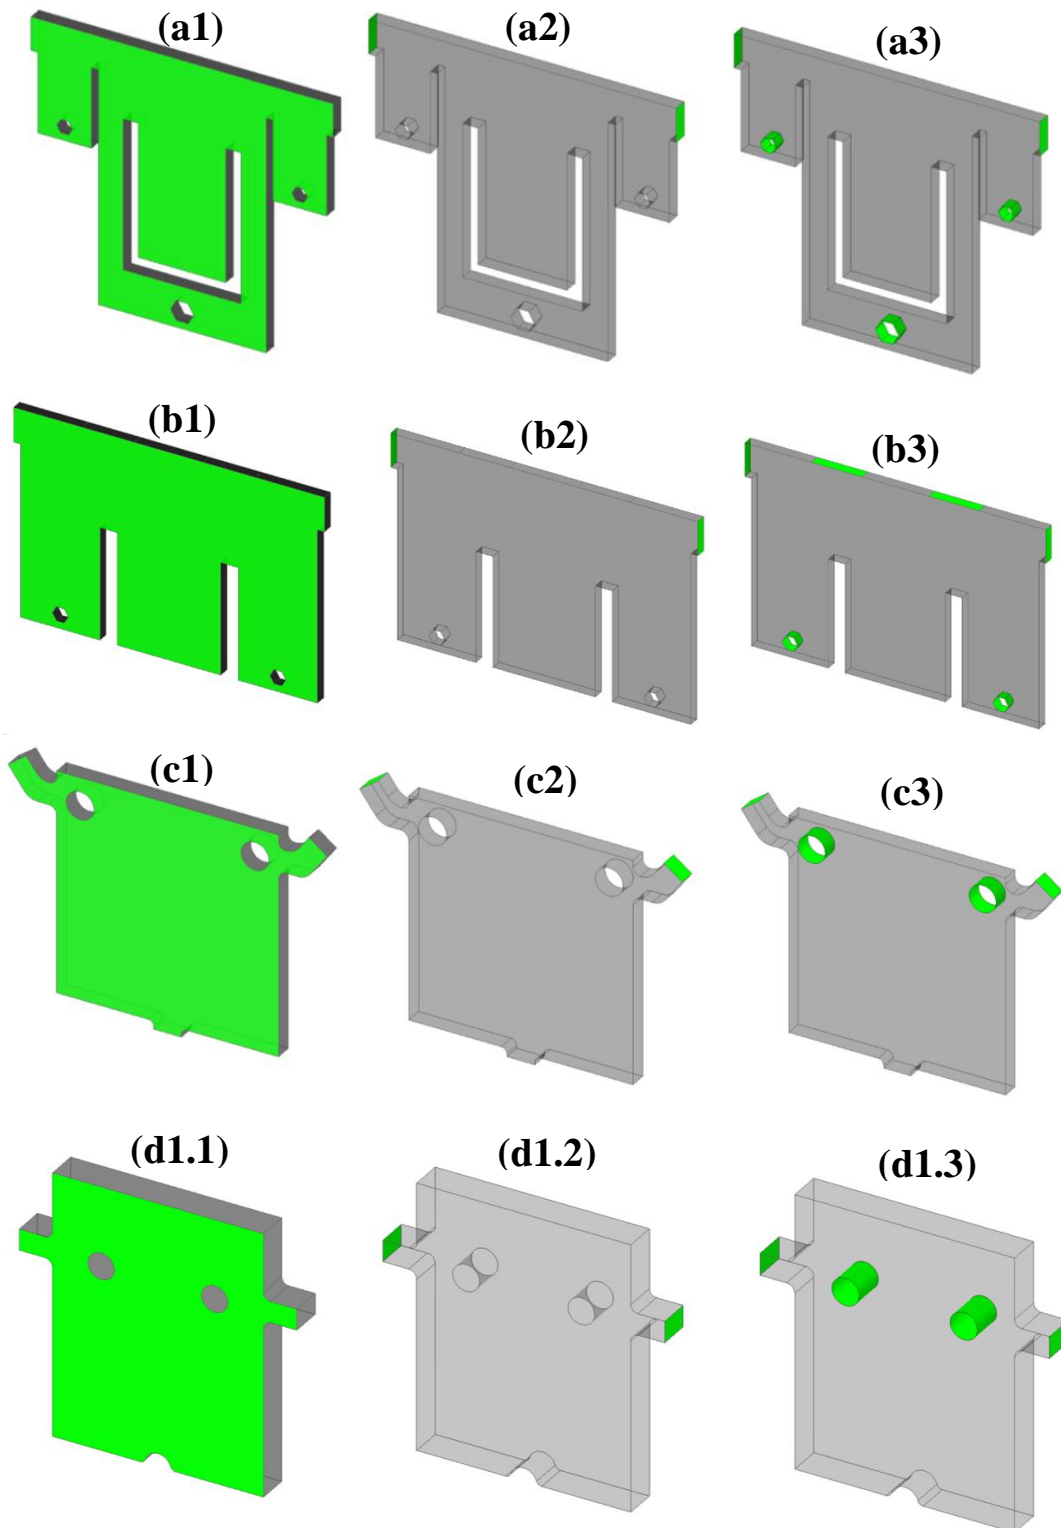 (a1)
(a2)
(a3)
(b1)
(b2)
(b3)
(c1)
(c2)
(c3)
(d1.1)
(d1.2)
(d1.3)